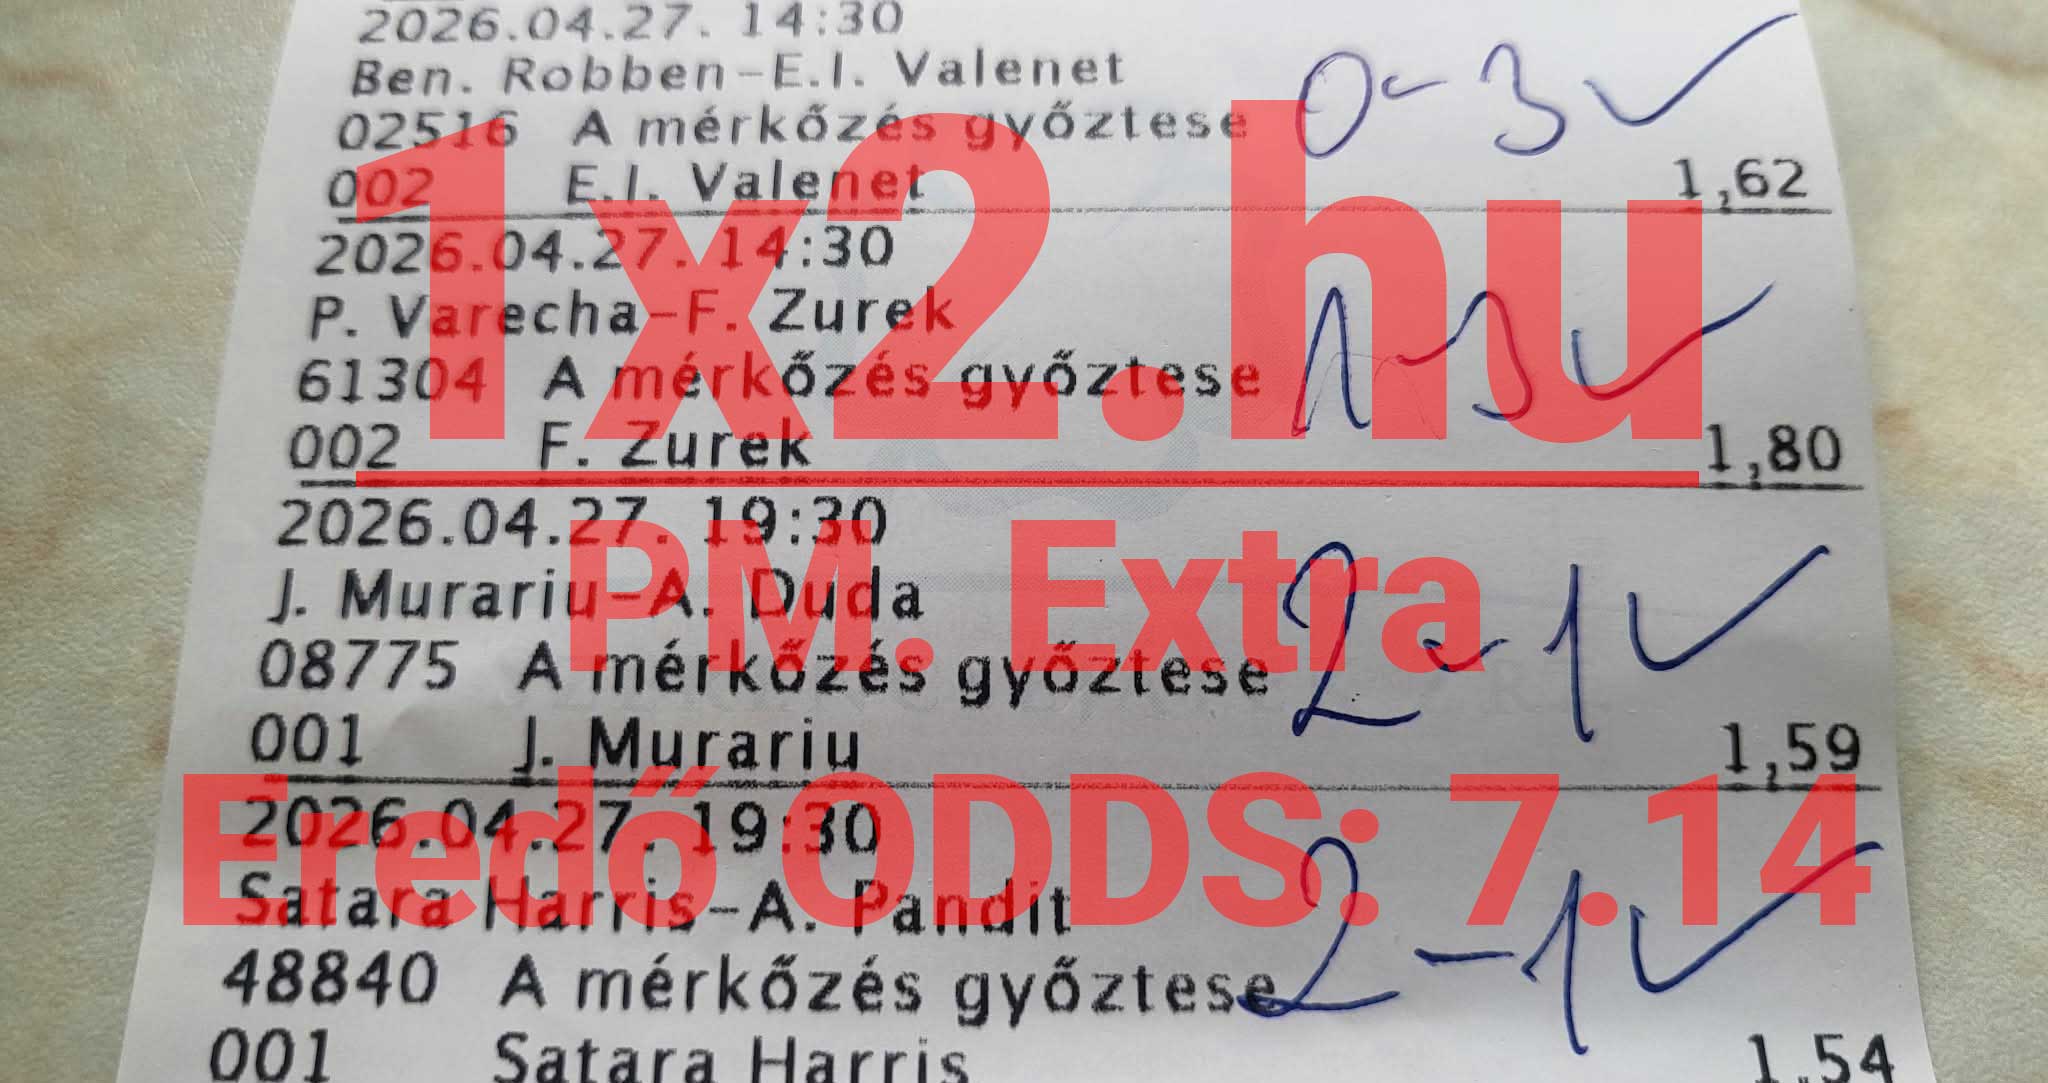 2026.04.27. 14:30
Ben. Robben-E.I. Valenet
02516 A mérkőzés győztese
0-3 ✓
002 E.I. Valenet 1,62
2026.04.27. 14:30
P. Varecha-F. Zurek
61304 A mérkőzés győztese
1-3 ✓
002 F. Zurek 1,80
2026.04.27. 19:30
J. Murariu-A. Duda
08775 A mérkőzés győztese
2-1 ✓
001 J. Murariu 1,59
2026.04.27. 19:30
Satara Harris-A. Pandit
48840 A mérkőzés győztese
2-1 ✓
001 Satara Harris 1,54
1x2.hu
PM. Extra
Eredő ODDS: 7.14